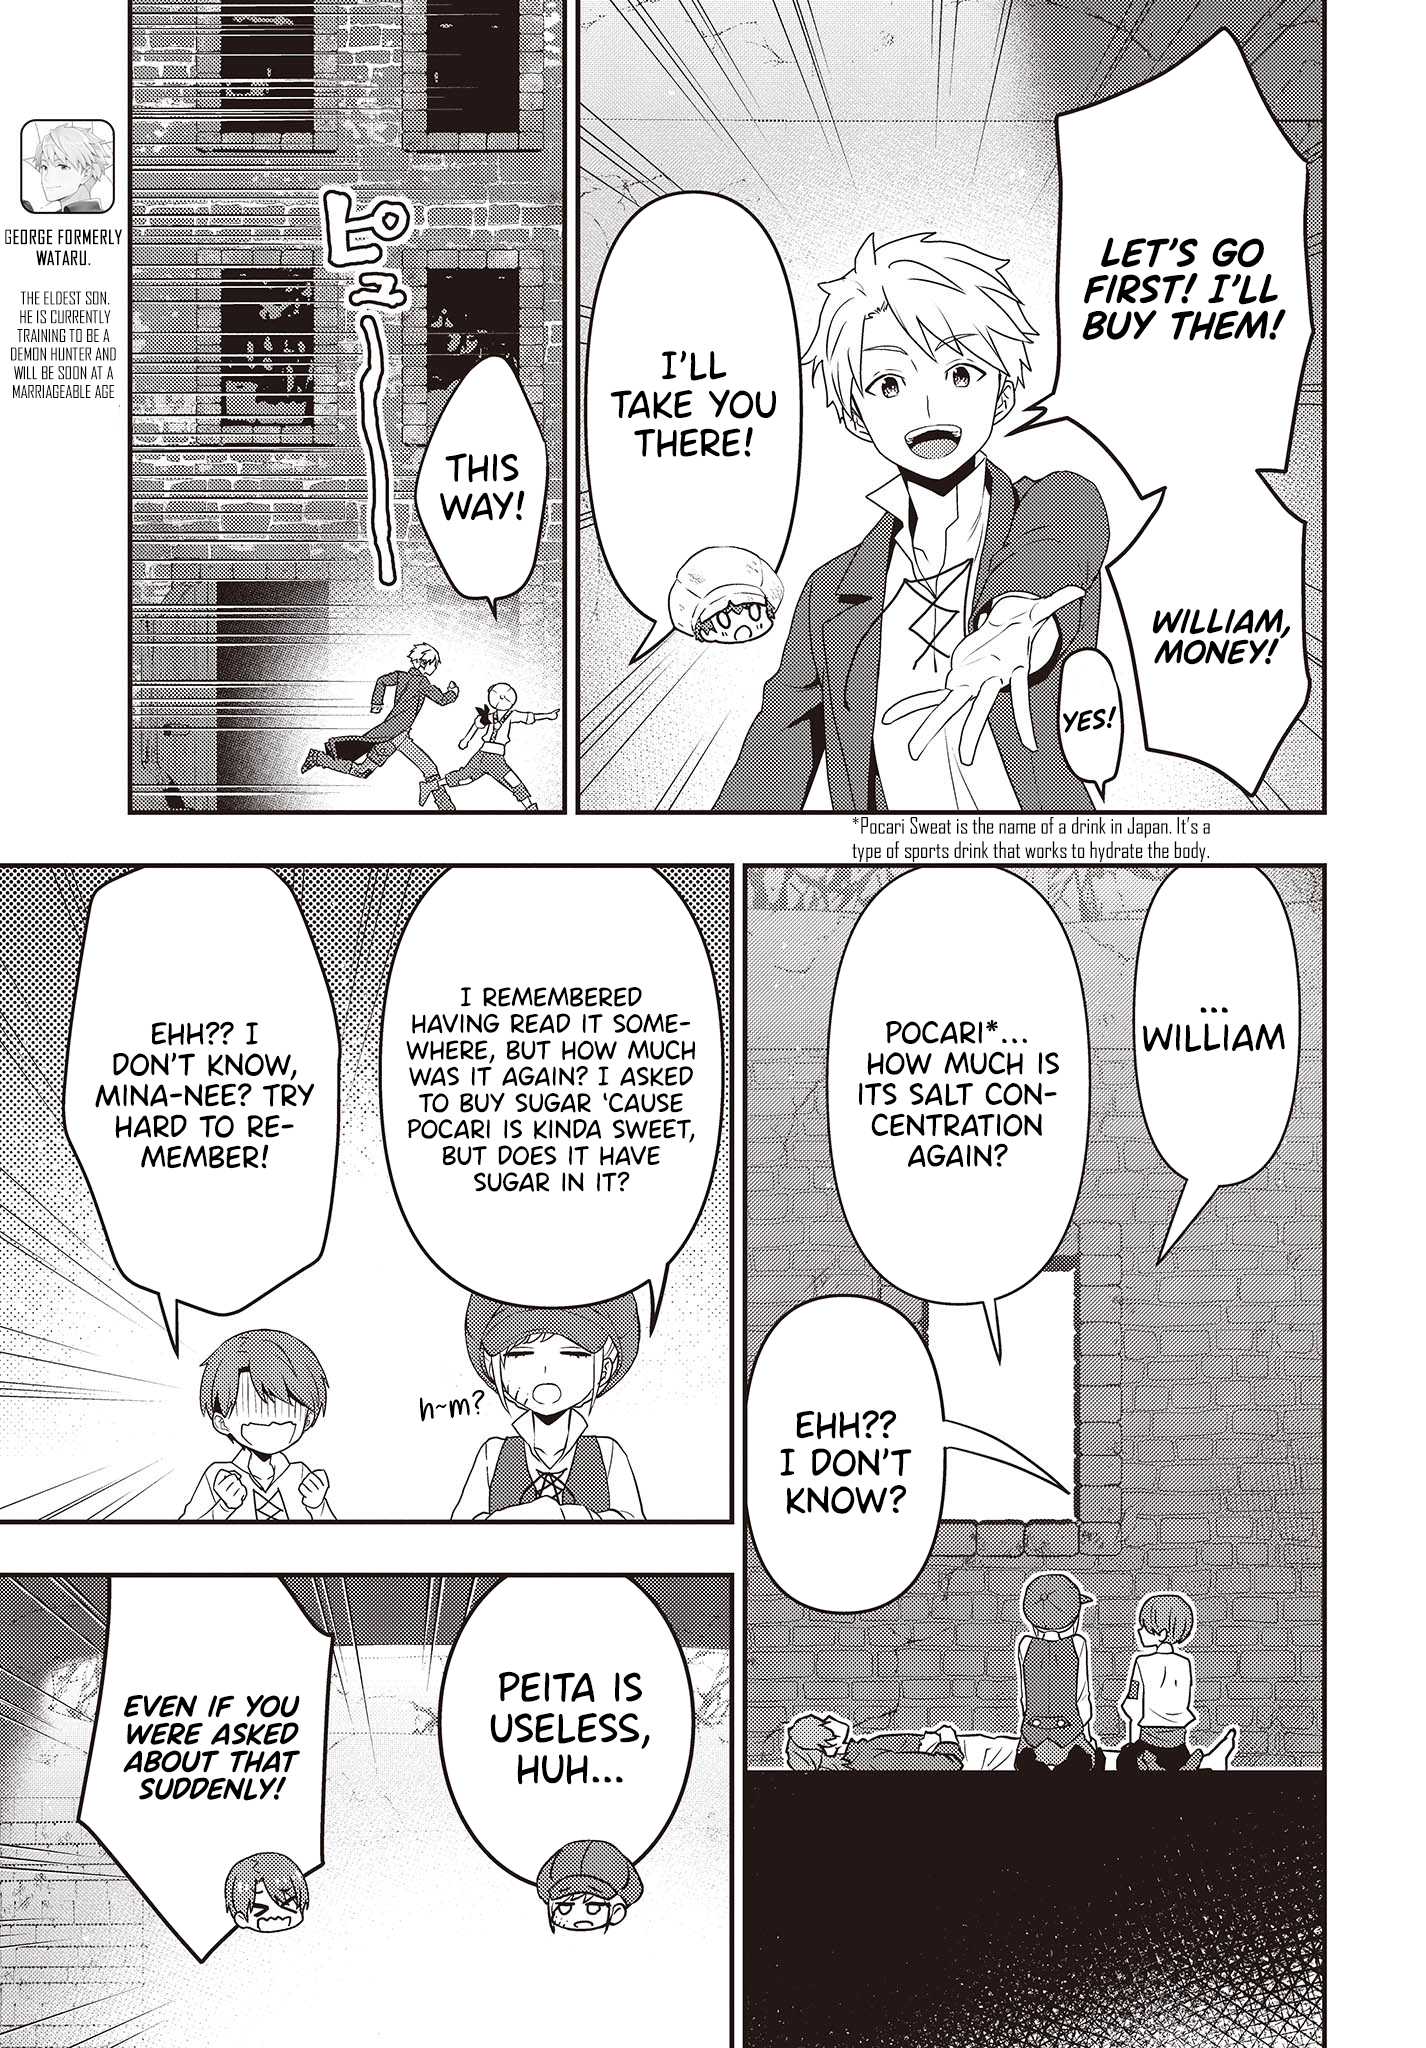 LET'S GO
FIRST! I'LL
BUY THEM!
WILLIAM,
MONEY!
YES!
I'LL
TAKE YOU
THERE!
THIS
WAY!
ピューーー
GEORGE FORMERLY
WATARU.
THE ELDEST SON.
HE IS CURRENTLY
TRAINING TO BE A
DEMON HUNTER AND
WILL BE SOON AT A
MARRIAGEABLE AGE
*Pocari Sweat is the name of a drink in Japan. It's a
type of sports drink that works to hydrate the body.
...
WILLIAM
POCARI*...
HOW MUCH IS
ITS SALT CON-
CENTRATION
AGAIN?
EHH??
I DON'T
KNOW?
I REMEMBERED
HAVING READ IT SOME-
WHERE, BUT HOW MUCH
WAS IT AGAIN? I ASKED
TO BUY SUGAR 'CAUSE
POCARI IS KINDA SWEET,
BUT DOES IT HAVE
SUGAR IN IT?
h~m?
EHH?? I
DON'T KNOW,
MINA-NEE? TRY
HARD TO RE-
MEMBER!
PEITA IS
USELESS,
HUH...
EVEN IF YOU
WERE ASKED
ABOUT THAT
SUDDENLY!